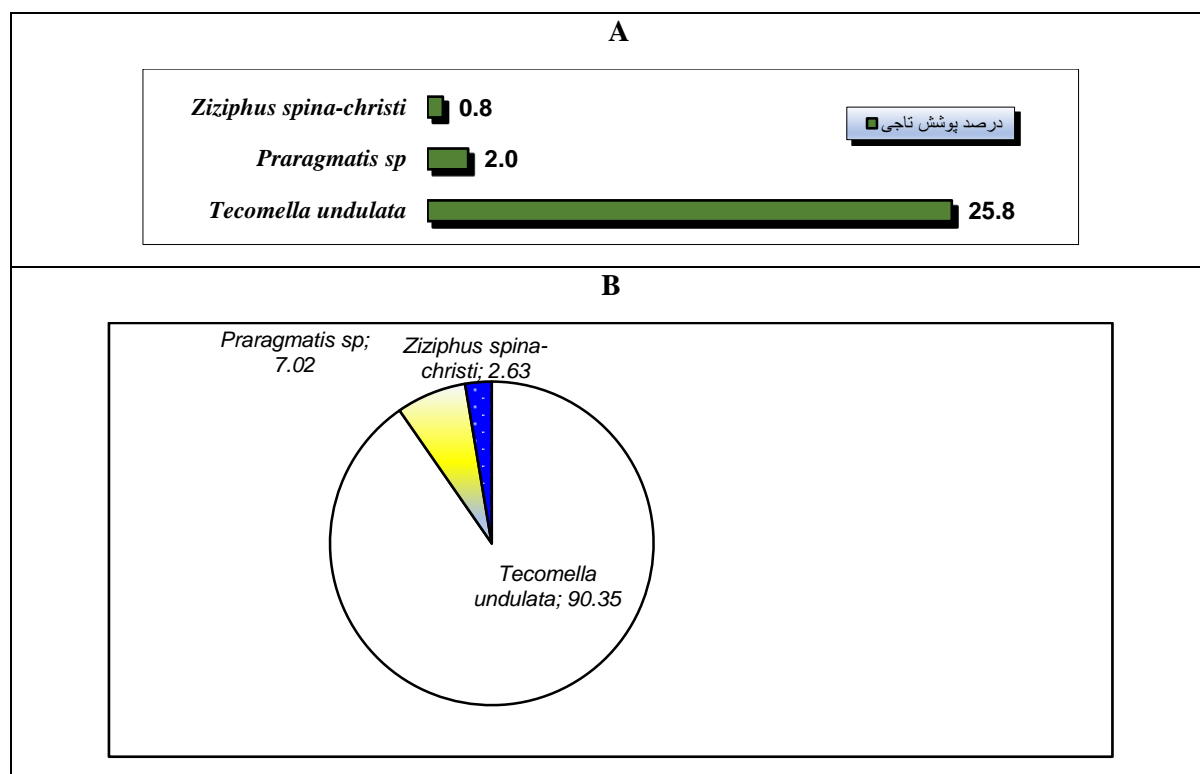 A
Ziziphus spina-christi 0.8
درصد پوشش تاجی
Praragmatis sp 2.0
Tecomella undulata 25.8
B
Praragmatis sp;
7.02
Ziziphus spina-
christi; 2.63
Tecomella
undulata; 90.35